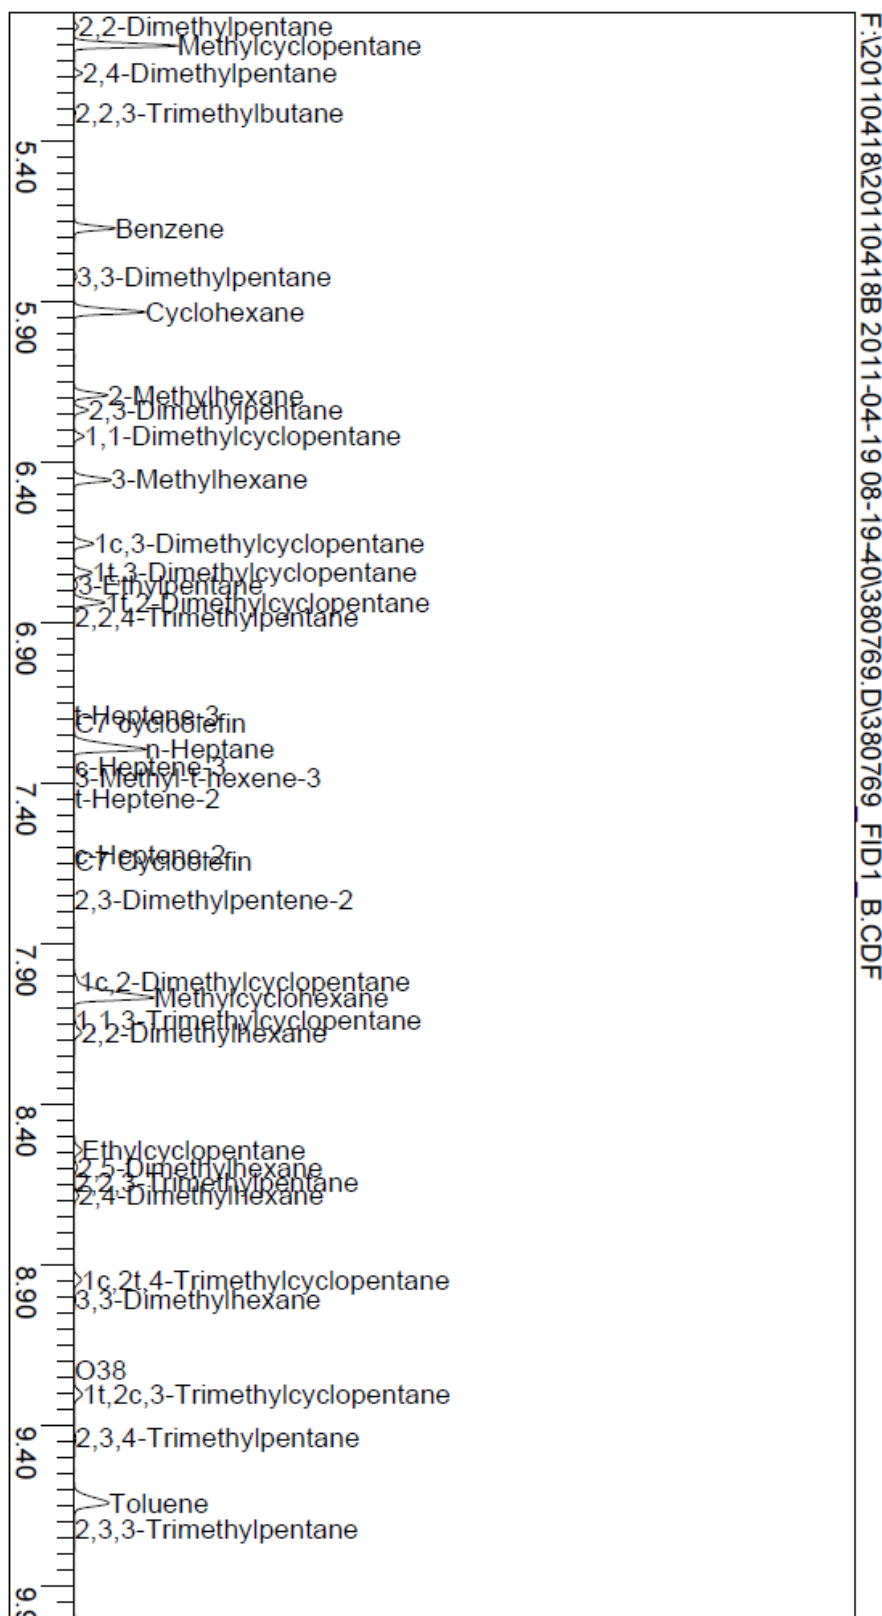 2,2-Dimethylpentane
Methylcyclopentane
2,4-Dimethylpentane
2,2,3-Trimethylbutane
5.40
Benzene
3,3-Dimethylpentane
5.90
Cyclohexane
2-Methylhexane
2,3-Dimethylpentane
1,1-Dimethylcyclopentane
6.40
3-Methylhexane
1c,3-Dimethylcyclopentane
1t,3-Dimethylcyclopentane
3-Ethylpentane
1t,2-Dimethylcyclopentane
2,2,4-Trimethylpentane
6.90
t-Heptene-3
C7 cycloolefin
n-Heptane
c-Heptene-3
3-Methyl-t-hexene-3
7.40
t-Heptene-2
c-Heptene-2
C7 Cycloolefin
2,3-Dimethylpentene-2
7.90
1c,2-Dimethylcyclopentane
Methylcyclohexane
1,1,3-Trimethylcyclopentane
2,2-Dimethylhexane
8.40
Ethylcyclopentane
2,5-Dimethylhexane
2,2,3-Trimethylpentane
2,4-Dimethylhexane
8.90
1c,2t,4-Trimethylcyclopentane
3,3-Dimethylhexane
O38
1t,2c,3-Trimethylcyclopentane
9.40
2,3,4-Trimethylpentane
Toluene
2,3,3-Trimethylpentane
F:\20110418\20110418B 2011-04-19 08-19-40\380769.D\380769_FID1_B.CDF